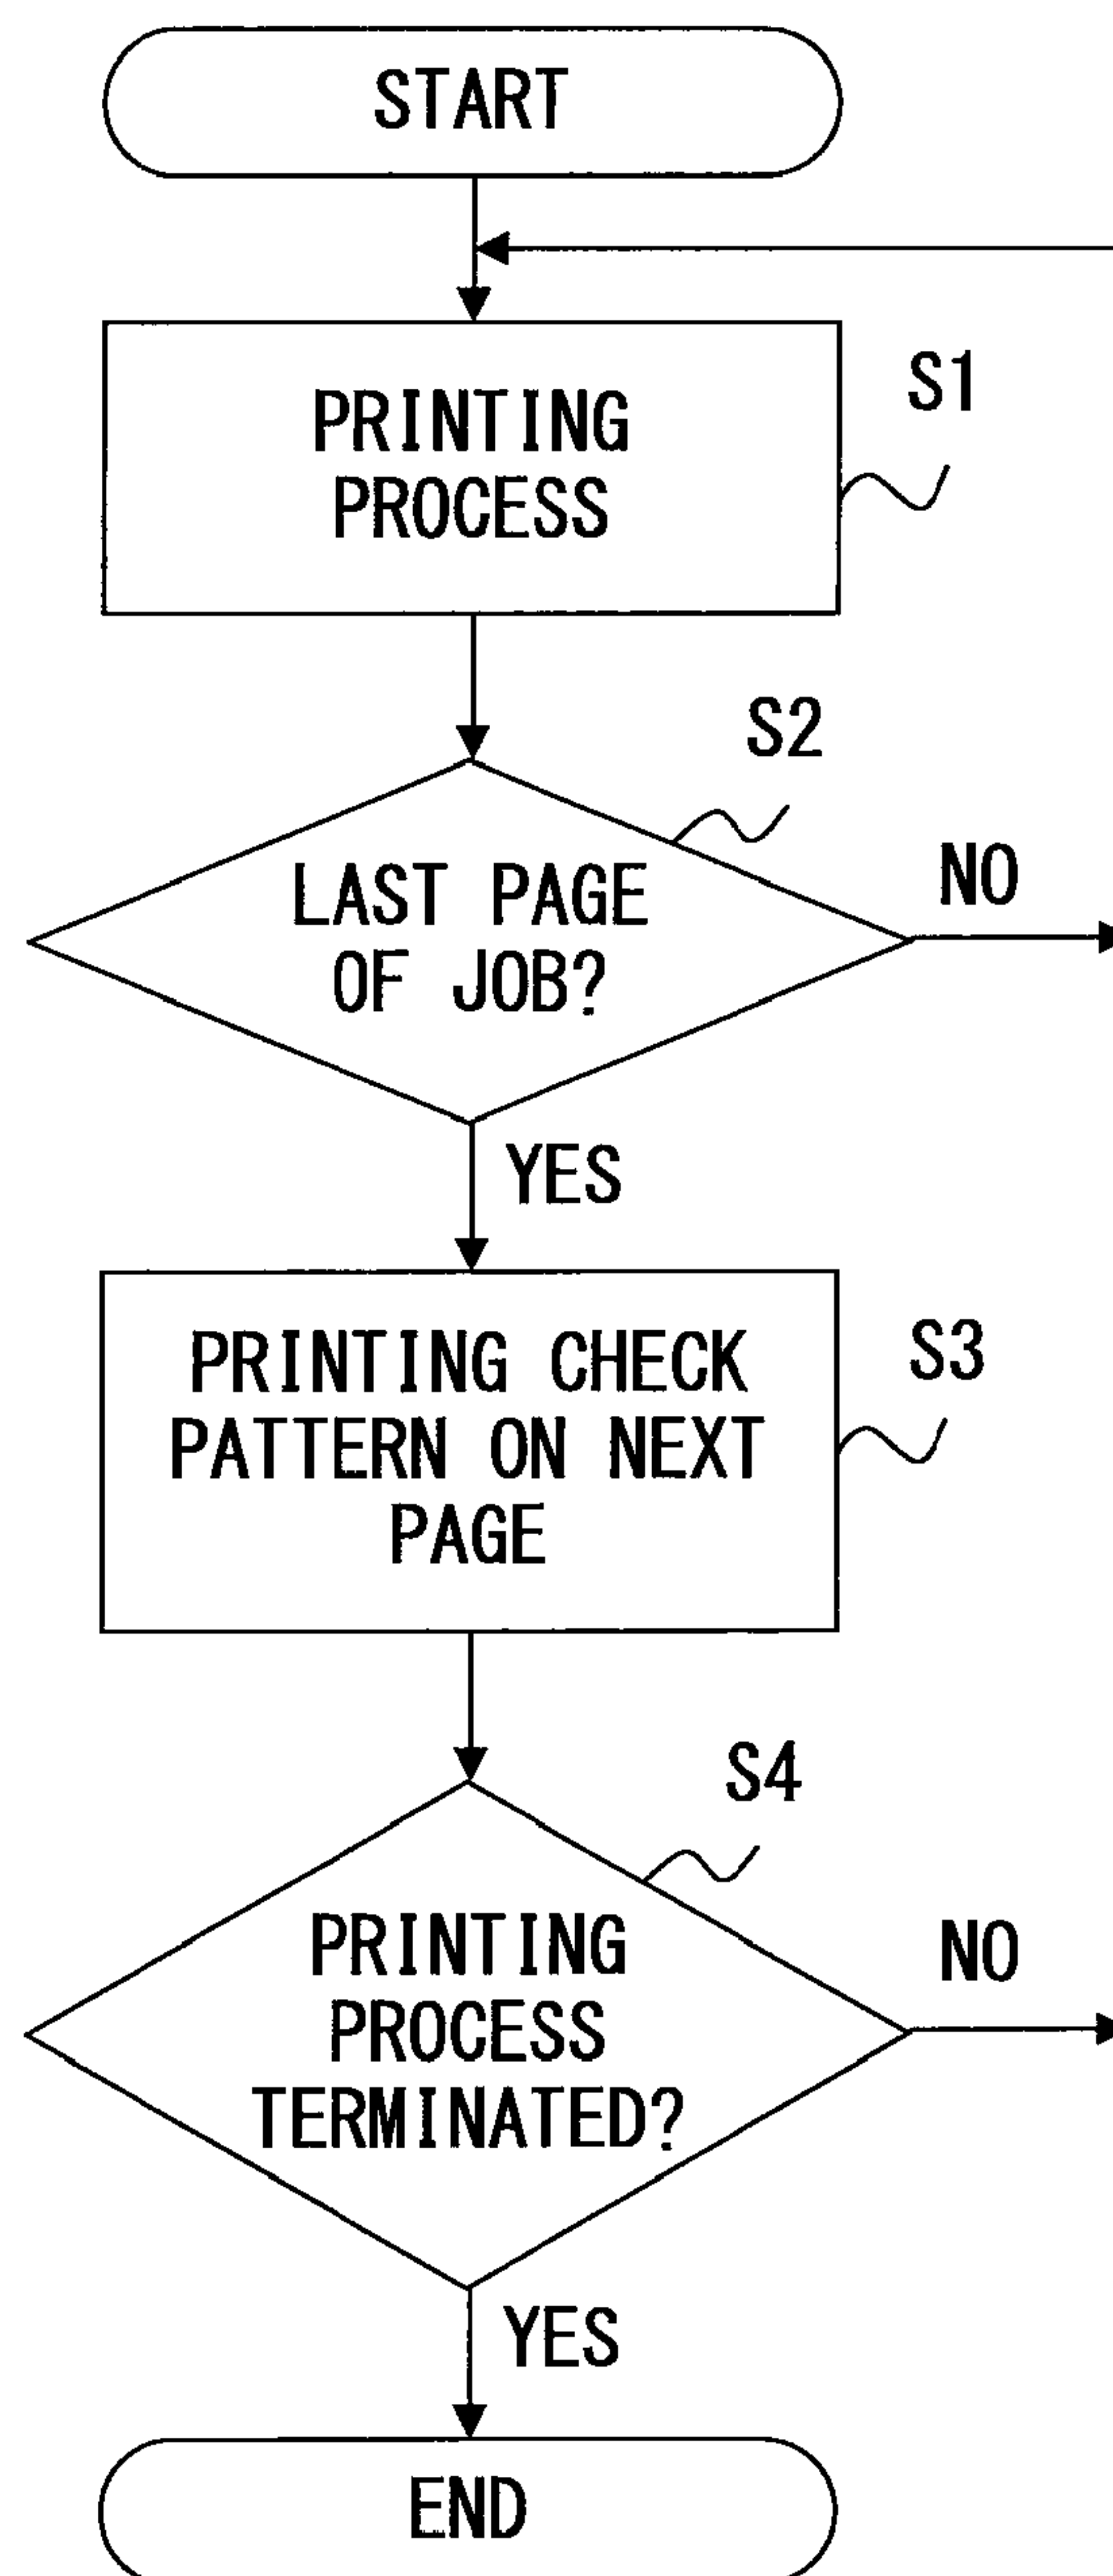 START
PRINTING
PROCESS
S1
S2
LAST PAGE
OF JOB?
NO
YES
PRINTING CHECK
PATTERN ON NEXT
PAGE
S3
S4
PRINTING
PROCESS
TERMINATED?
NO
YES
END